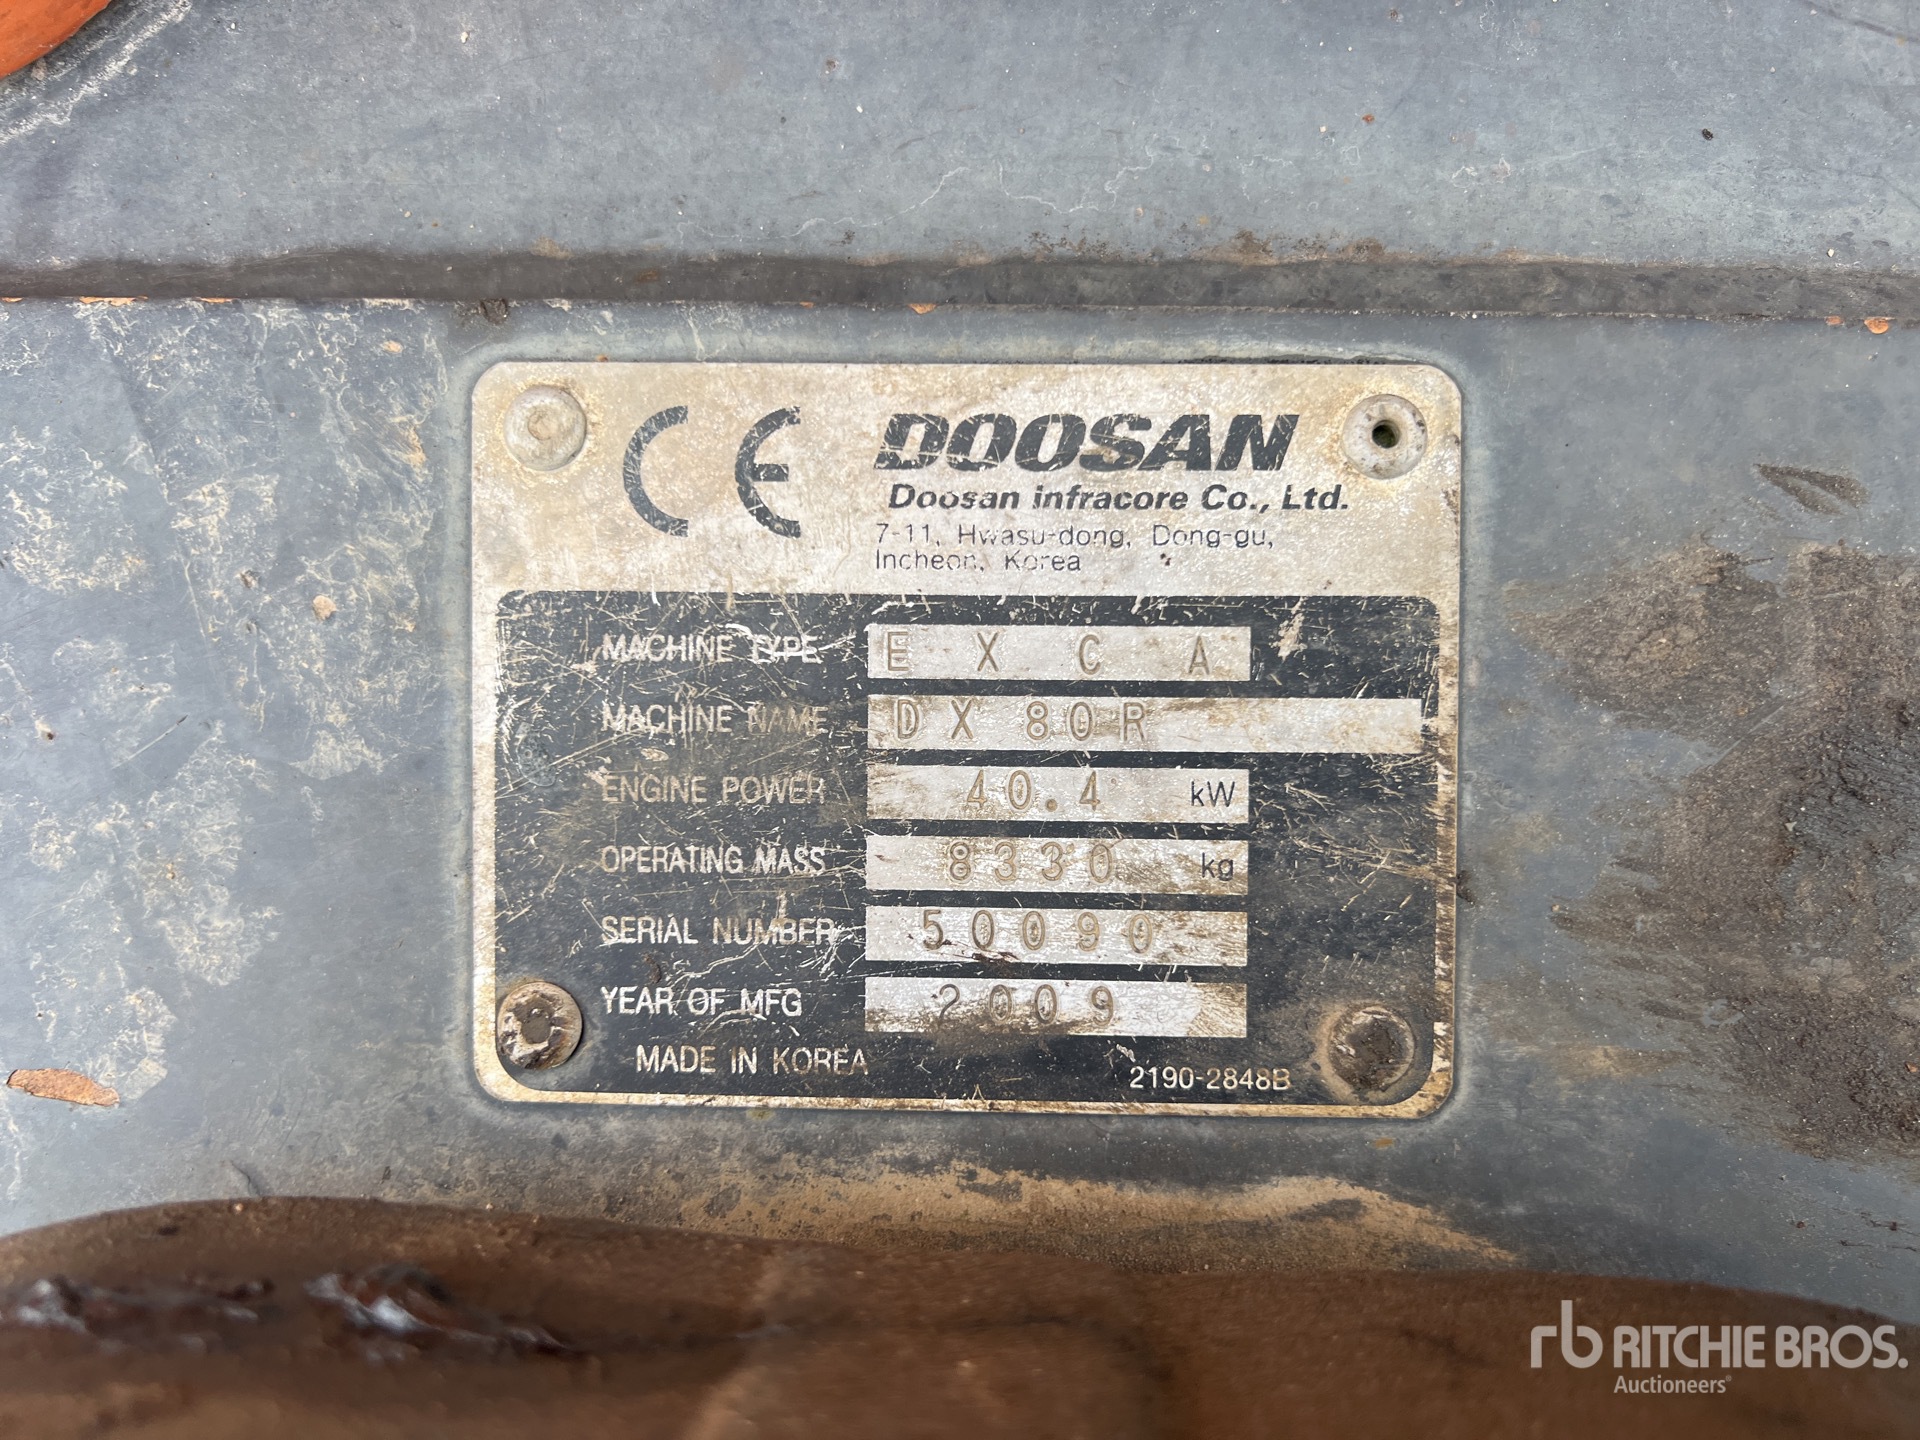 CE DOOSAN
Doosan Infracore Co., Ltd.
7-11, Hwasu-dong, Dong-gu,
Incheon, Korea
MACHINE TYPE E X C A
MACHINE NAME DX 80R
ENGINE POWER 40.4 kW
OPERATING MASS 8330 kg
SERIAL NUMBER 50090
YEAR OF MFG 2009
MADE IN KOREA 2190-2848B
rb RITCHIE BROS.
Auctioneers